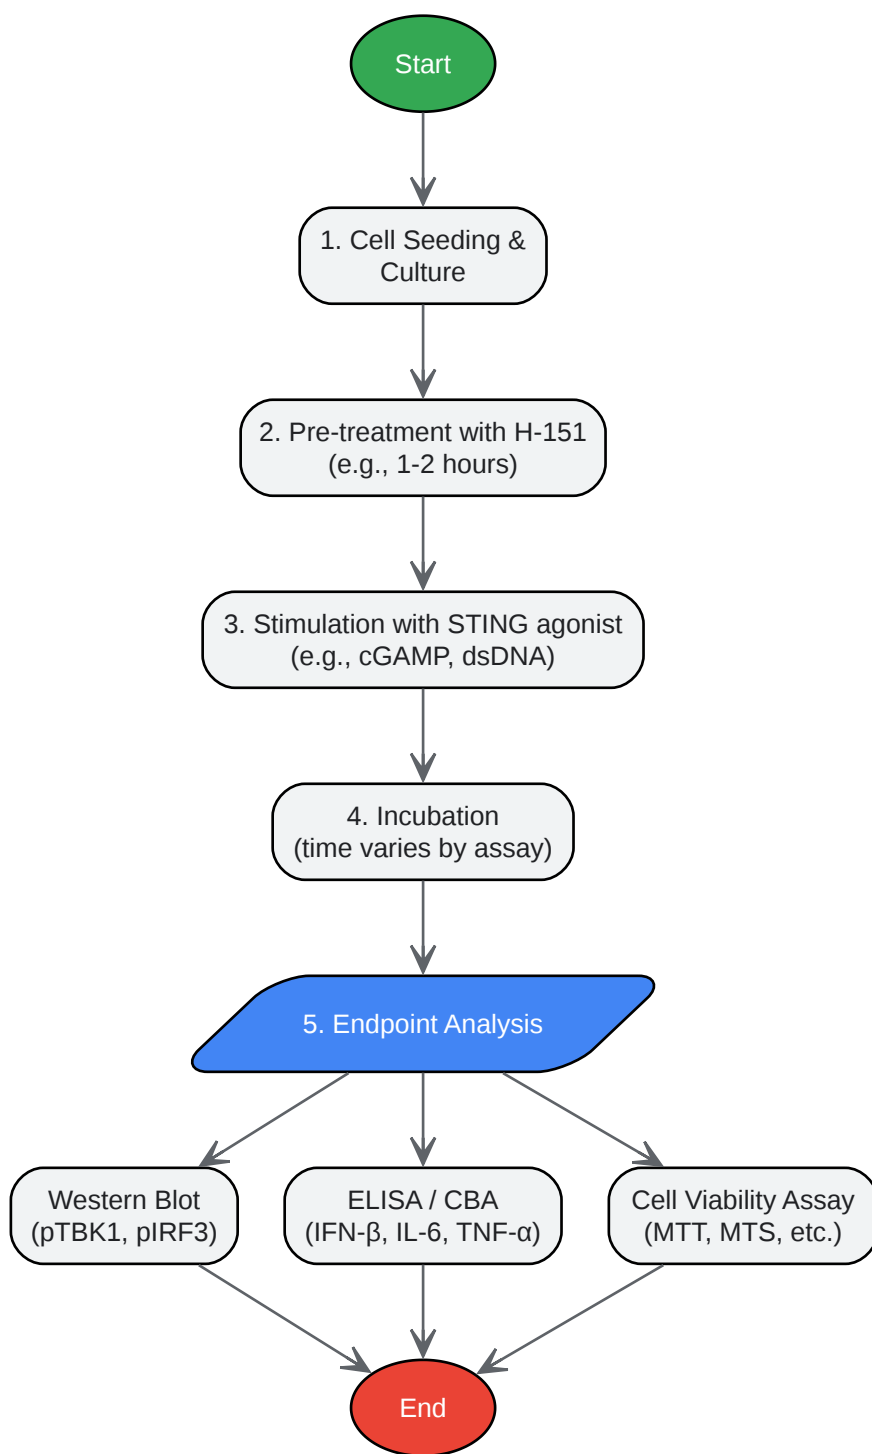 Start
1. Cell Seeding &
Culture
2. Pre-treatment with H-151
(e.g., 1-2 hours)
3. Stimulation with STING agonist
(e.g., cGAMP, dsDNA)
4. Incubation
(time varies by assay)
5. Endpoint Analysis
Western Blot
(pTBK1, pIRF3)
ELISA / CBA
(IFN-β, IL-6, TNF-α)
Cell Viability Assay
(MTT, MTS, etc.)
End